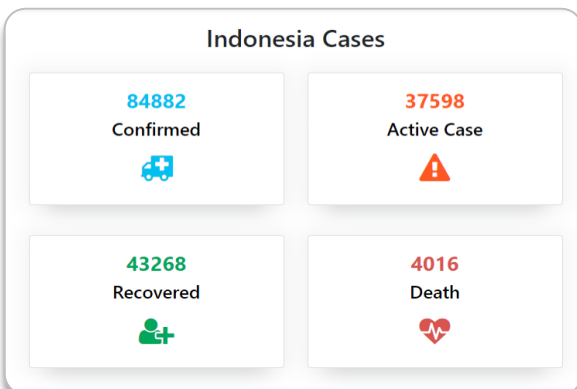 Indonesia Cases
84882
Confirmed
37598
Active Case
43268
Recovered
4016
Death